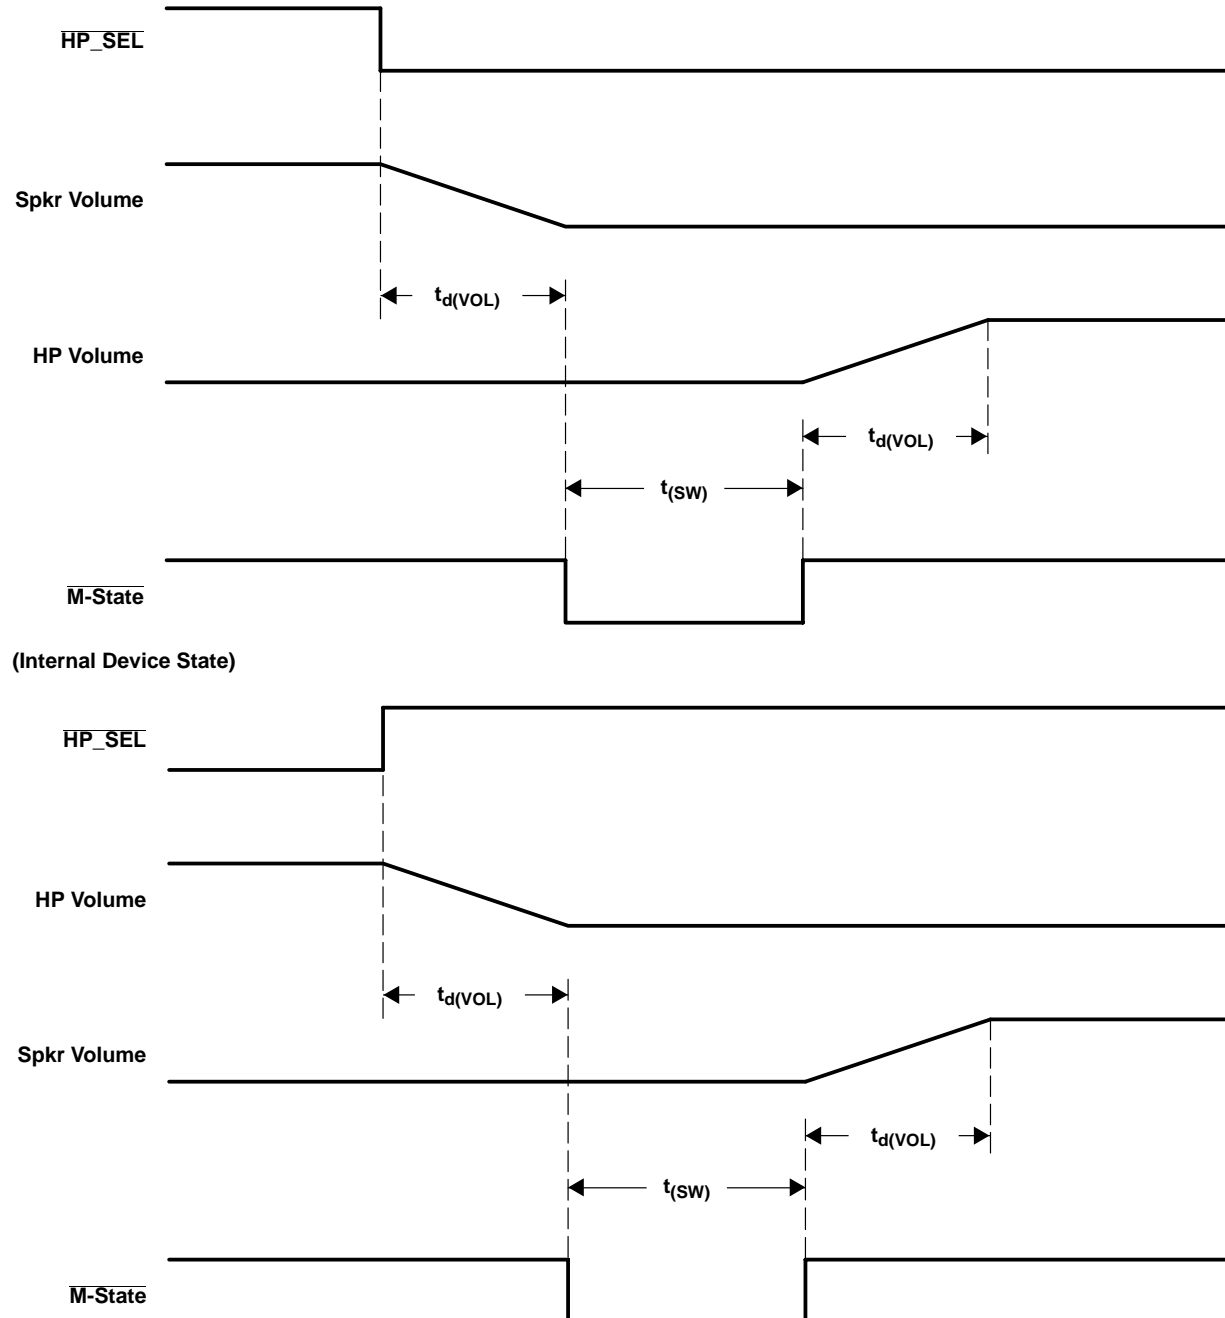 HP_SEL
Spkr Volume
td(VOL)
HP Volume
td(VOL)
t(SW)
M-State
(Internal Device State)
HP_SEL
HP Volume
td(VOL)
Spkr Volume
td(VOL)
t(SW)
M-State